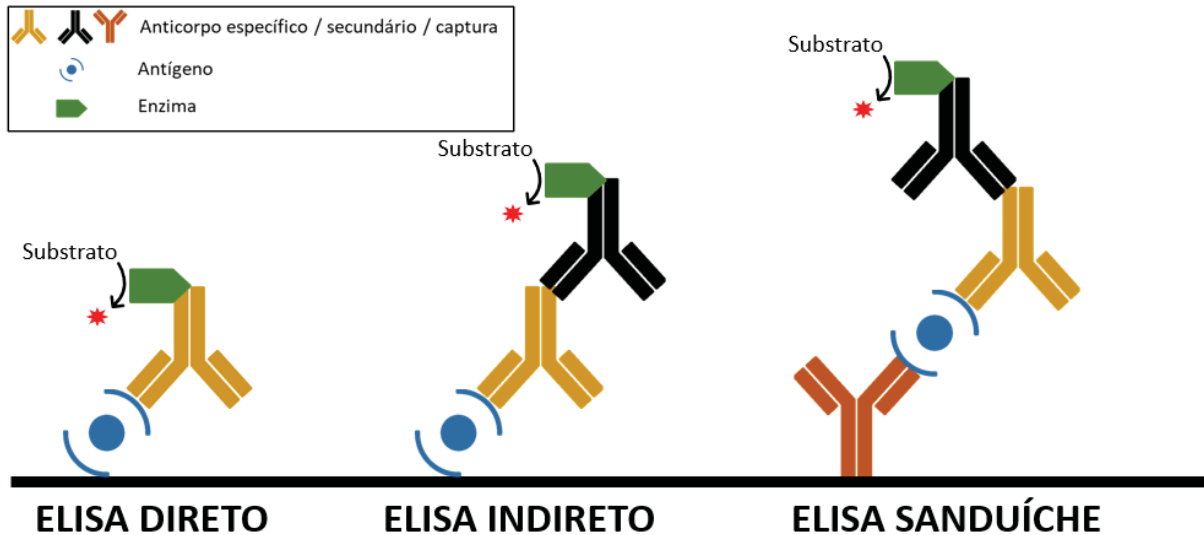 Anticorpo específico / secundário / captura
Antígeno
Enzima
Substrato
Substrato
Substrato
ELISA DIRETO
ELISA INDIRETO
ELISA SANDUÍCHE